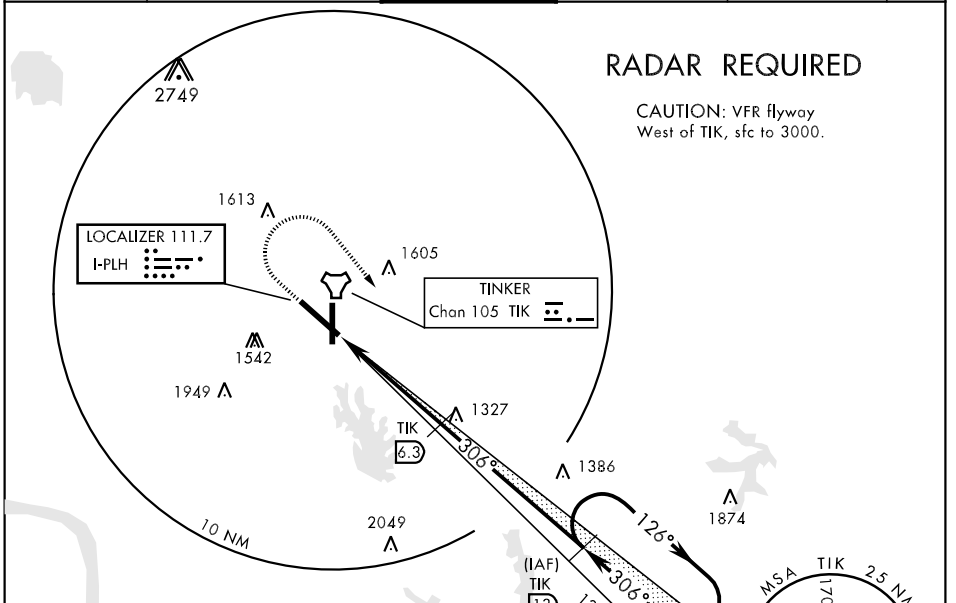 RADAR REQUIRED
CAUTION: VFR flyway
West of TIK, sfc to 3000.
2749
1613
LOCALIZER 111.7
I-PLH
1605
TINKER
Chan 105 TIK
1542
1949
1327
TIK
6.3
306°
1386
1874
2049
10 NM
126°
(IAF)
TIK
306°
MSA TIK 25